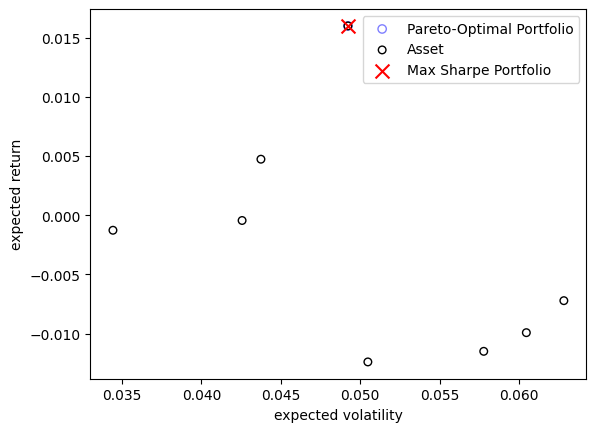 0.015
0.010
0.005
0.000
−0.005
−0.010
expected return
Pareto-Optimal Portfolio
Asset
Max Sharpe Portfolio
0.035 0.040 0.045 0.050 0.055 0.060
expected volatility